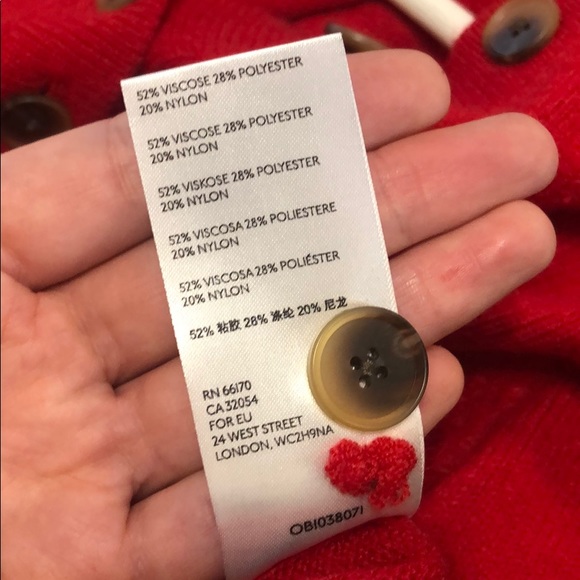 52% VISCOSE 28% POLYESTER
20% NYLON
52% VISCOSE 28% POLYESTER
20% NYLON
52% VISKOSE 28% POLYESTER
20% NYLON
52% VISCOSA 28% POLIESTERE
20% NYLON
52% VISCOSA 28% POLIÉSTER
20% NYLON
52% 粘胶 28% 涤纶 20% 尼龙
RN 66170
CA 32054
FOR EU
24 WEST STREET
LONDON, WC2H9NA
OB1038071